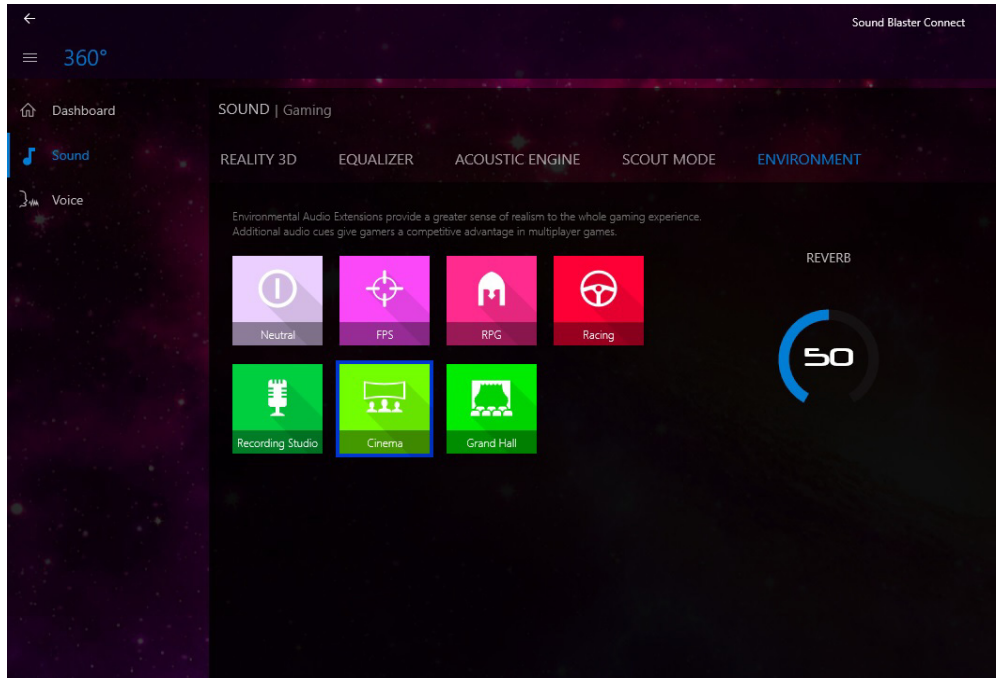 Sound Blaster Connect
360°
Dashboard
Sound
Voice
SOUND | Gaming
REALITY 3D EQUALIZER ACOUSTIC ENGINE SCOUT MODE ENVIRONMENT
Environmental Audio Extensions provide a greater sense of realism to the whole gaming experience.
Additional audio cues give gamers a competitive advantage in multiplayer games.
Neutral FPS RPG Racing
Recording Studio Cinema Grand Hall
REVERB
50